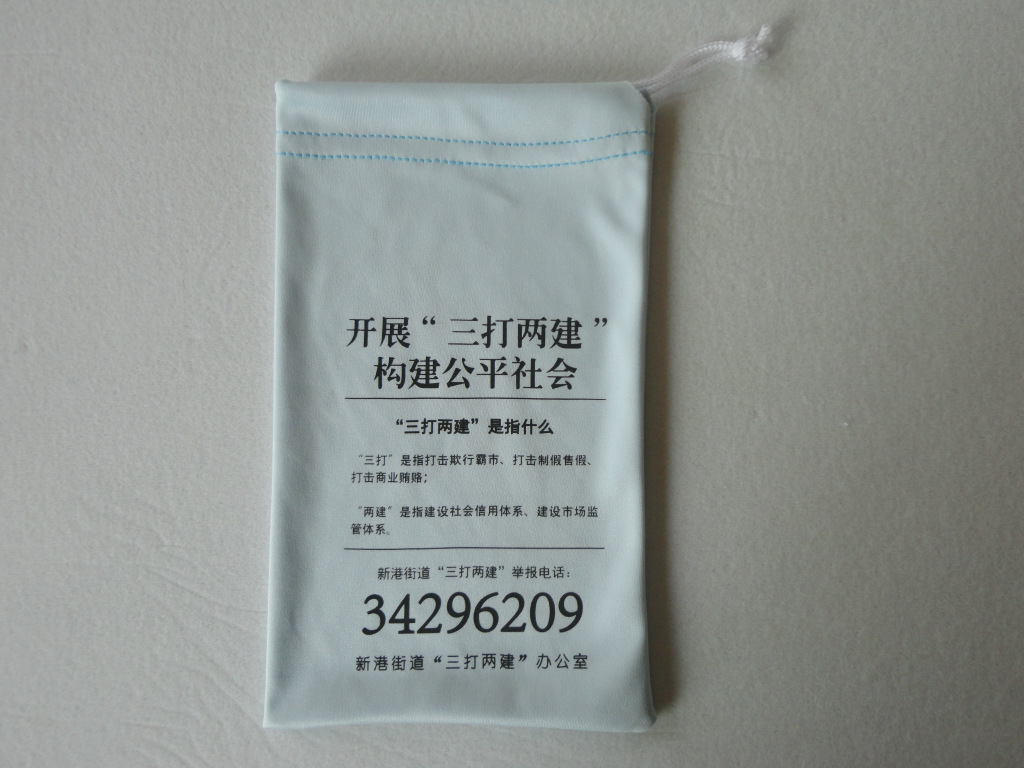 开展“三打两建”
构建公平社会
“三打两建”是指什么
“三打”是指打击欺行霸市、打击制假售假、
打击商业贿赂；
“两建”是指建设社会信用体系、建设市场监
管体系。
新港街道“三打两建”举报电话：
34296209
新港街道“三打两建”办公室